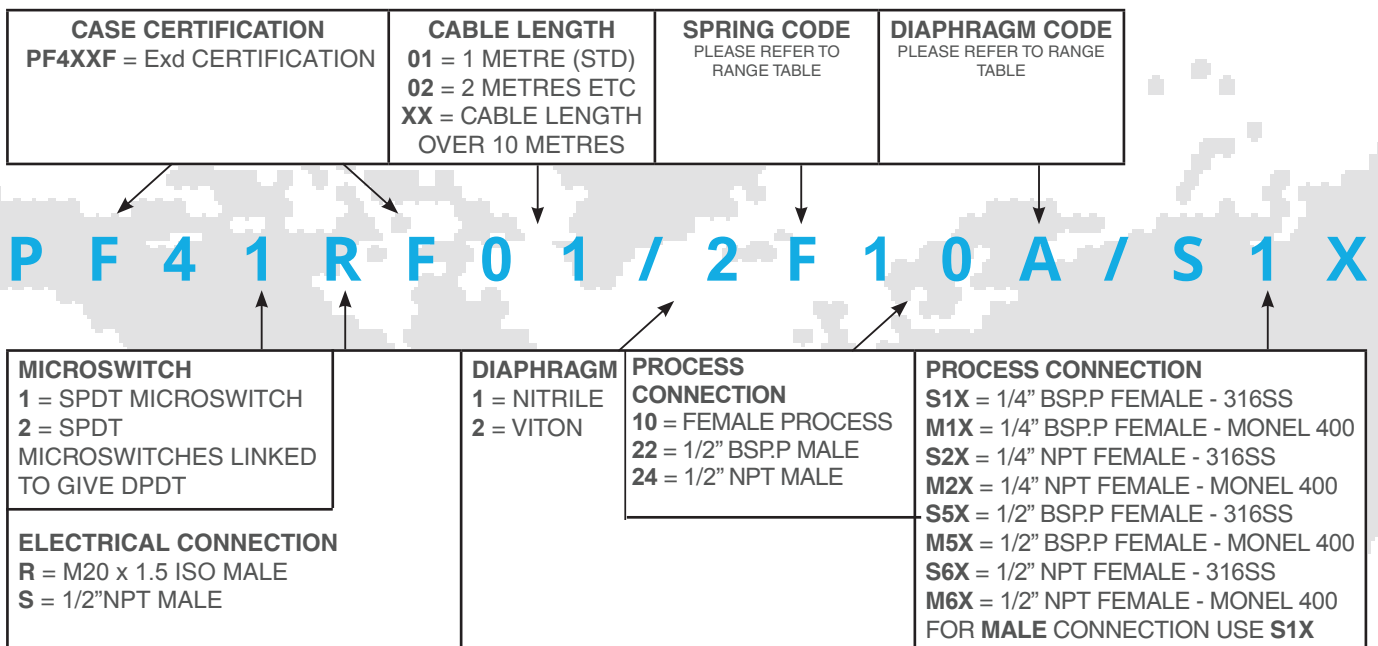 CASE CERTIFICATION
PF4XXF = Exd CERTIFICATION
CABLE LENGTH
01 = 1 METRE (STD)
02 = 2 METRES ETC
XX = CABLE LENGTH
OVER 10 METRES
SPRING CODE
PLEASE REFER TO
RANGE TABLE
DIAPHRAGM CODE
PLEASE REFER TO RANGE
TABLE
P F 4 1 R F 0 1 / 2 F 1 0 A / S 1 X
MICROSWITCH
1 = SPDT MICROSWITCH
2 = SPDT
MICROSWITCHES LINKED
TO GIVE DPDT
ELECTRICAL CONNECTION
R = M20 x 1.5 ISO MALE
S = 1/2”NPT MALE
DIAPHRAGM
1 = NITRILE
2 = VITON
PROCESS
CONNECTION
10 = FEMALE PROCESS
22 = 1/2” BSP.P MALE
24 = 1/2” NPT MALE
PROCESS CONNECTION
S1X = 1/4” BSP.P FEMALE - 316SS
M1X = 1/4” BSP.P FEMALE - MONEL 400
S2X = 1/4” NPT FEMALE - 316SS
M2X = 1/4” NPT FEMALE - MONEL 400
S5X = 1/2” BSP.P FEMALE - 316SS
M5X = 1/2” BSP.P FEMALE - MONEL 400
S6X = 1/2” NPT FEMALE - 316SS
M6X = 1/2” NPT FEMALE - MONEL 400
FOR MALE CONNECTION USE S1X